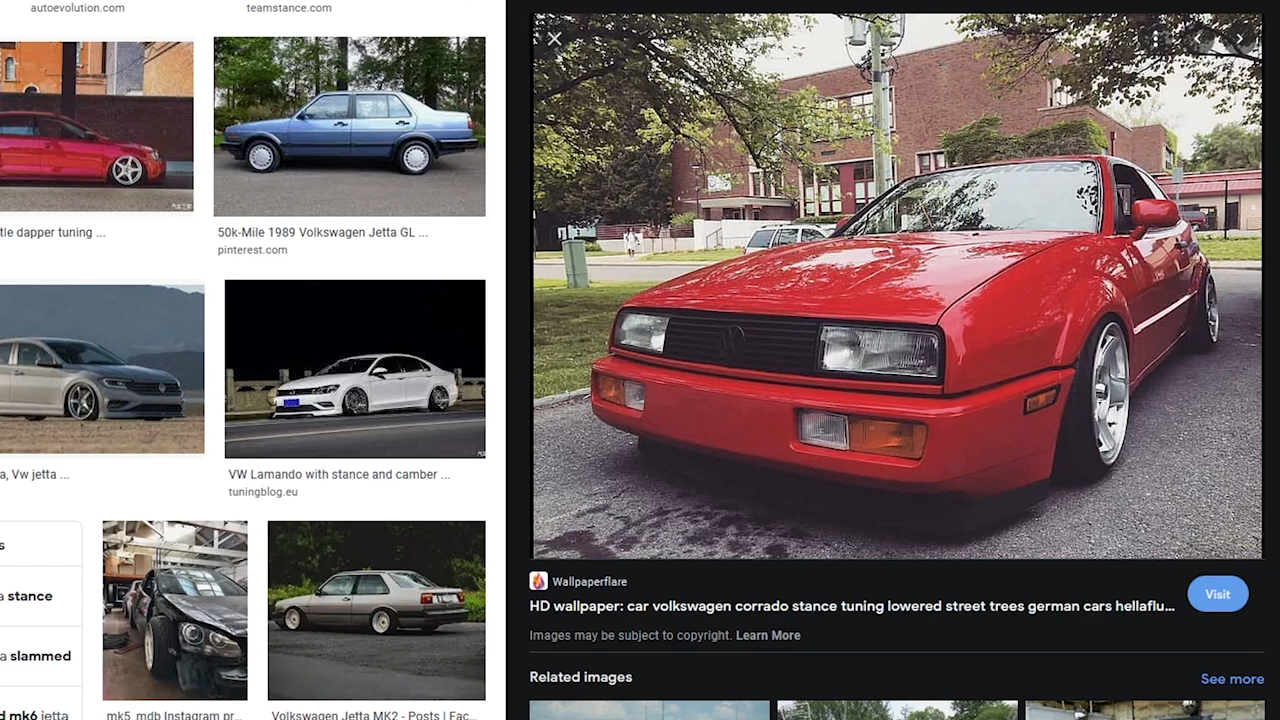 autoevolution.com
teamstance.com
tle dapper tuning ...
50k-Mile 1989 Volkswagen Jetta GL ...
pinterest.com
a, Vw jetta ...
VW Lamando with stance and camber ...
tuningblog.eu
s
a stance
a slammed
d mk6 jetta
mk5_mdb Instagram pr...
Volkswagen Jetta MK2 - Posts | Fac...
Wallpaperflare
HD wallpaper: car volkswagen corrado stance tuning lowered street trees german cars hellaflu...
Visit
Images may be subject to copyright. Learn More
Related images
See more